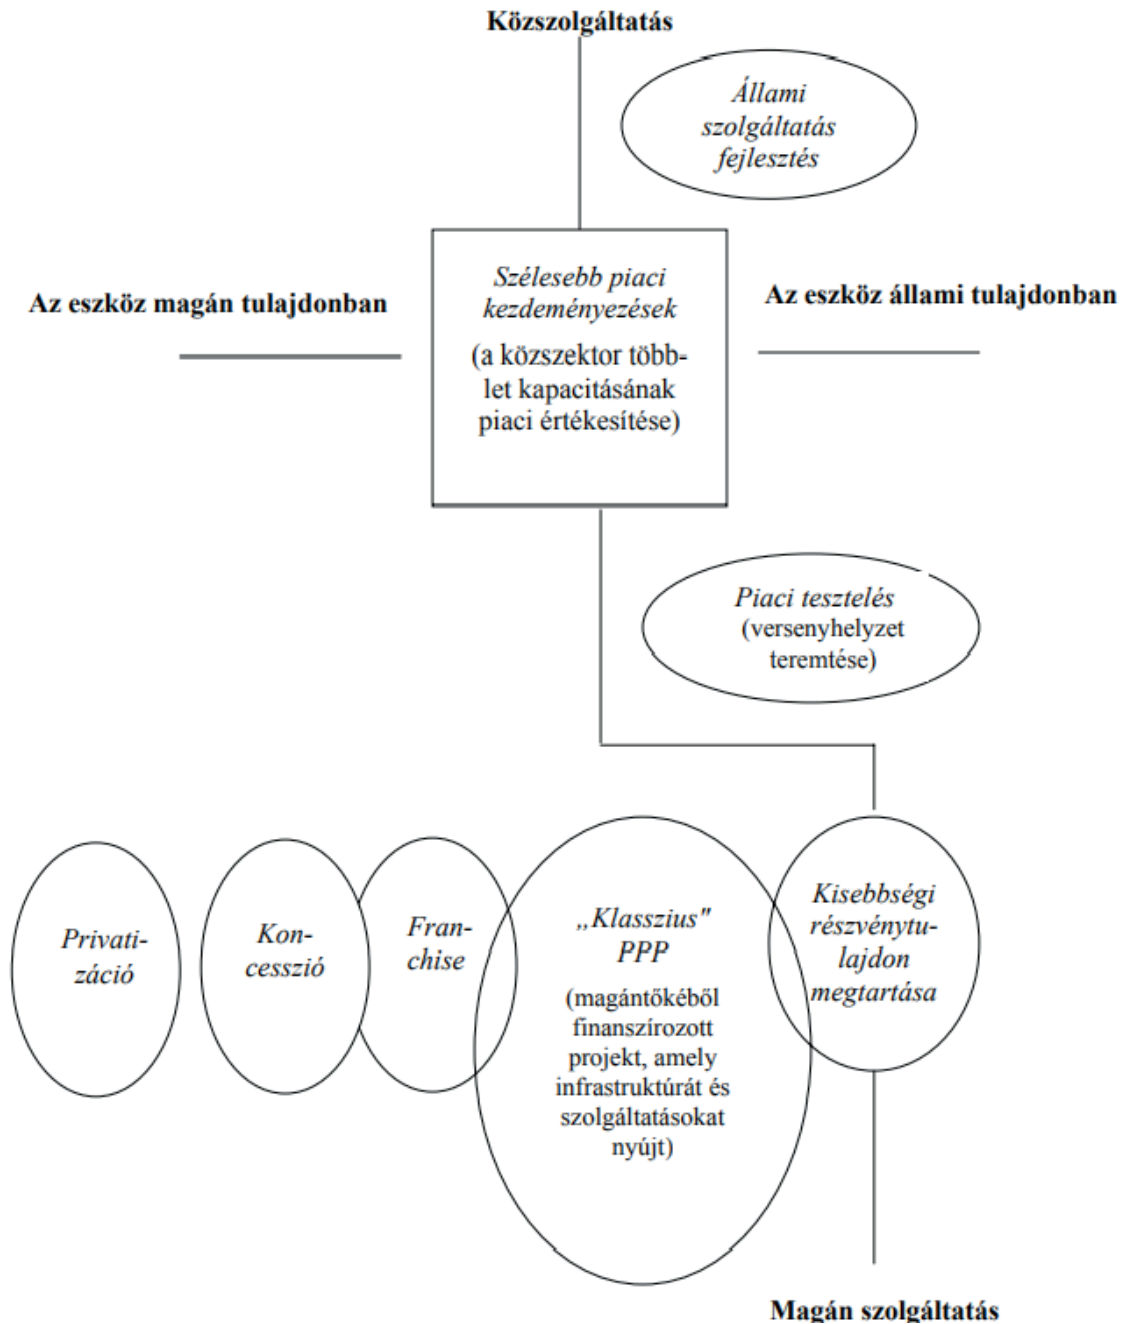 Közszolgáltatás
Állami
szolgáltatás
fejlesztés
Az eszköz magán tulajdonban
Szélesebb piaci
kezdeményezések
(a közszektor több-
let kapacitásának
piaci értékesítése)
Az eszköz állami tulajdonban
Piaci tesztelés
(versenyhelyzet
teremtése)
Privati-
záció
Kon-
cesszió
Fran-
chise
„Klasszius"
PPP
(magántőkéből
finanszírozott
projekt, amely
infrastruktúrát és
szolgáltatásokat
nyújt)
Kisebbségi
részvénytu-
lajdon
megtartása
Magán szolgáltatás